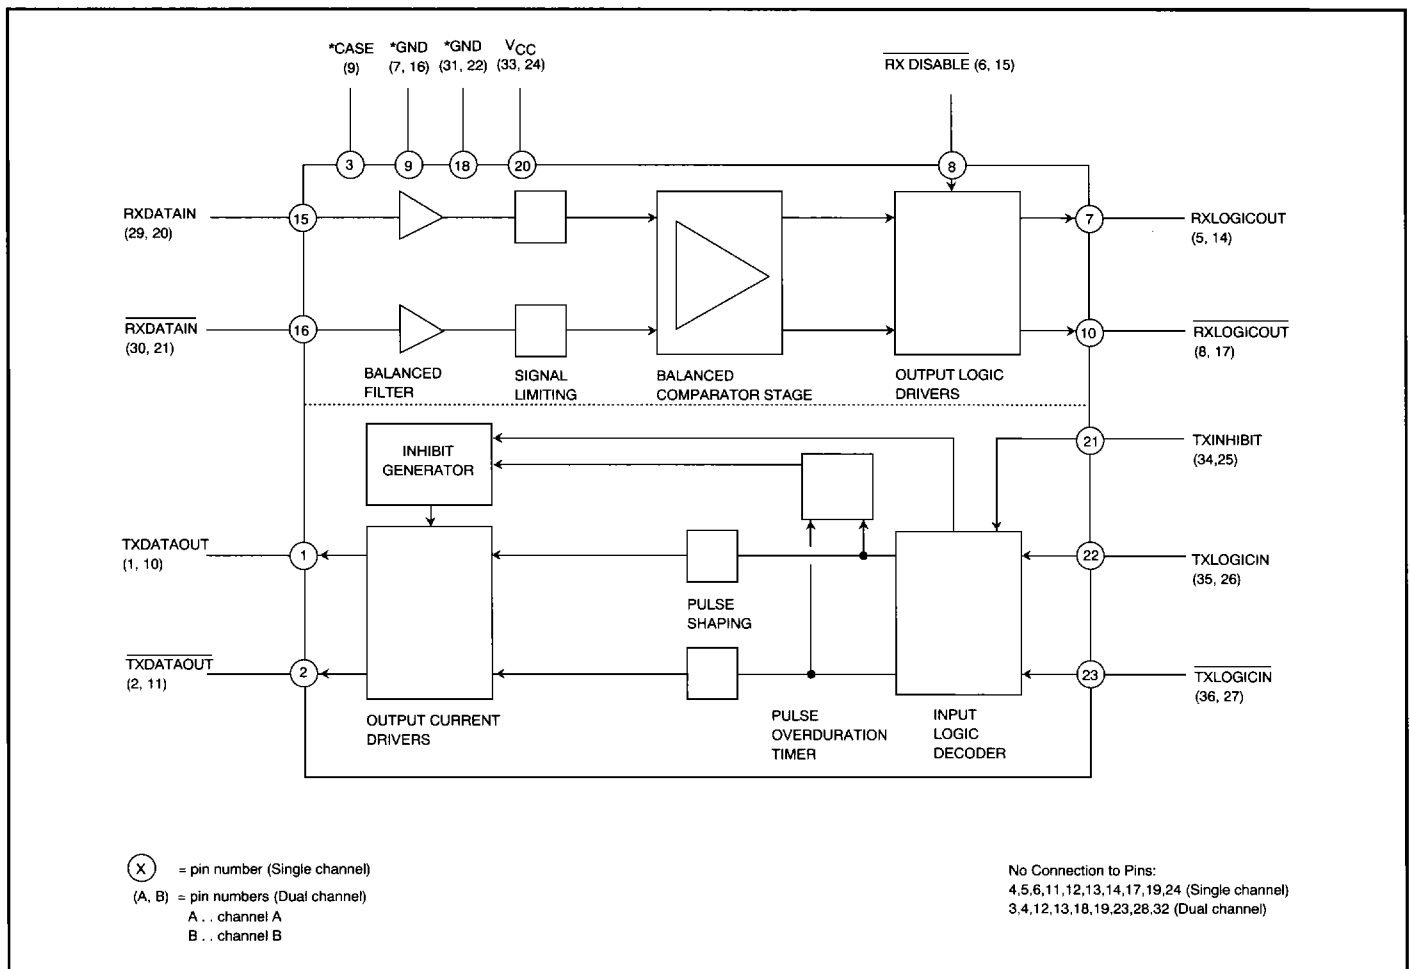 *CASE
(9)
*GND
(7, 16)
*GND
(31, 22)
VCC
(33, 24)
RX DISABLE (6, 15)
3
9
18
20
8
RXDATAIN
(29, 20)
15
7
RXLOGICOUT
(5, 14)
RXDATAIN
(30, 21)
16
10
RXLOGICOUT
(8, 17)
BALANCED
FILTER
SIGNAL
LIMITING
BALANCED
COMPARATOR STAGE
OUTPUT LOGIC
DRIVERS
INHIBIT
GENERATOR
21
TXINHIBIT
(34,25)
TXDATAOUT
(1, 10)
1
22
TXLOGICIN
(35, 26)
PULSE
SHAPING
TXDATAOUT
(2, 11)
2
23
TXLOGICIN
(36, 27)
OUTPUT CURRENT
DRIVERS
PULSE
OVERDURATION
TIMER
INPUT
LOGIC
DECODER
X = pin number (Single channel)
(A, B) = pin numbers (Dual channel)
A . . channel A
B . . channel B
No Connection to Pins:
4,5,6,11,12,13,14,17,19,24 (Single channel)
3,4,12,13,18,19,23,28,32 (Dual channel)